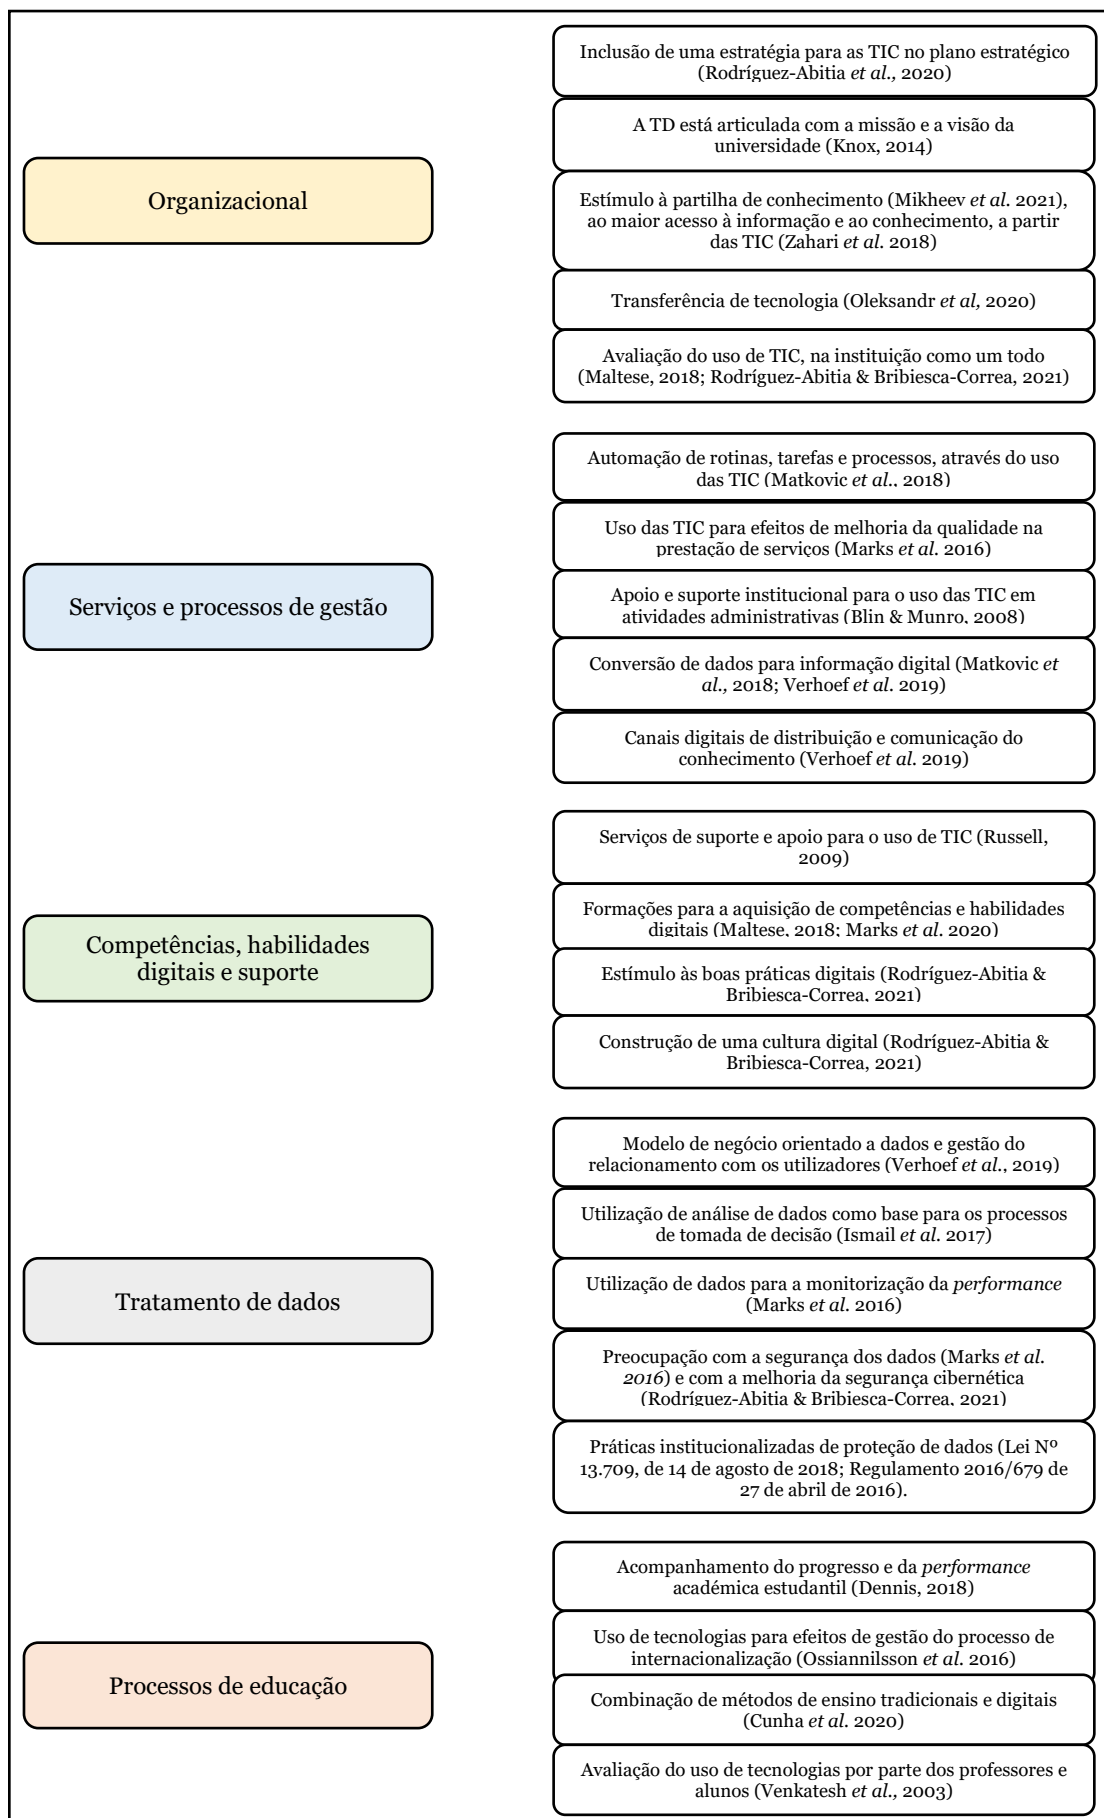 Organizacional
Inclusão de uma estratégia para as TIC no plano estratégico
(Rodríguez-Abitia et al., 2020)
A TD está articulada com a missão e a visão da
universidade (Knox, 2014)
Estímulo à partilha de conhecimento (Mikheev et al. 2021),
ao maior acesso à informação e ao conhecimento, a partir
das TIC (Zahari et al. 2018)
Transferência de tecnologia (Oleksandr et al, 2020)
Avaliação do uso de TIC, na instituição como um todo
(Maltese, 2018; Rodríguez-Abitia & Bribiesca-Correa, 2021)
Serviços e processos de gestão
Automação de rotinas, tarefas e processos, através do uso
das TIC (Matkovic et al., 2018)
Uso das TIC para efeitos de melhoria da qualidade na
prestação de serviços (Marks et al. 2016)
Apoio e suporte institucional para o uso das TIC em
atividades administrativas (Blin & Munro, 2008)
Conversão de dados para informação digital (Matkovic et
al., 2018; Verhoef et al. 2019)
Canais digitais de distribuição e comunicação do
conhecimento (Verhoef et al. 2019)
Competências, habilidades
digitais e suporte
Serviços de suporte e apoio para o uso de TIC (Russell,
2009)
Formações para a aquisição de competências e habilidades
digitais (Maltese, 2018; Marks et al. 2020)
Estímulo às boas práticas digitais (Rodríguez-Abitia &
Bribiesca-Correa, 2021)
Construção de uma cultura digital (Rodríguez-Abitia &
Bribiesca-Correa, 2021)
Tratamento de dados
Modelo de negócio orientado a dados e gestão do
relacionamento com os utilizadores (Verhoef et al., 2019)
Utilização de análise de dados como base para os processos
de tomada de decisão (Ismail et al. 2017)
Utilização de dados para a monitorização da performance
(Marks et al. 2016)
Preocupação com a segurança dos dados (Marks et al.
2016) e com a melhoria da segurança cibernética
(Rodríguez-Abitia & Bribiesca-Correa, 2021)
Práticas institucionalizadas de proteção de dados (Lei Nº
13.709, de 14 de agosto de 2018; Regulamento 2016/679 de
27 de abril de 2016).
Processos de educação
Acompanhamento do progresso e da performance
académica estudantil (Dennis, 2018)
Uso de tecnologias para efeitos de gestão do processo de
internacionalização (Ossiannilsson et al. 2016)
Combinação de métodos de ensino tradicionais e digitais
(Cunha et al. 2020)
Avaliação do uso de tecnologias por parte dos professores e
alunos (Venkatesh et al., 2003)